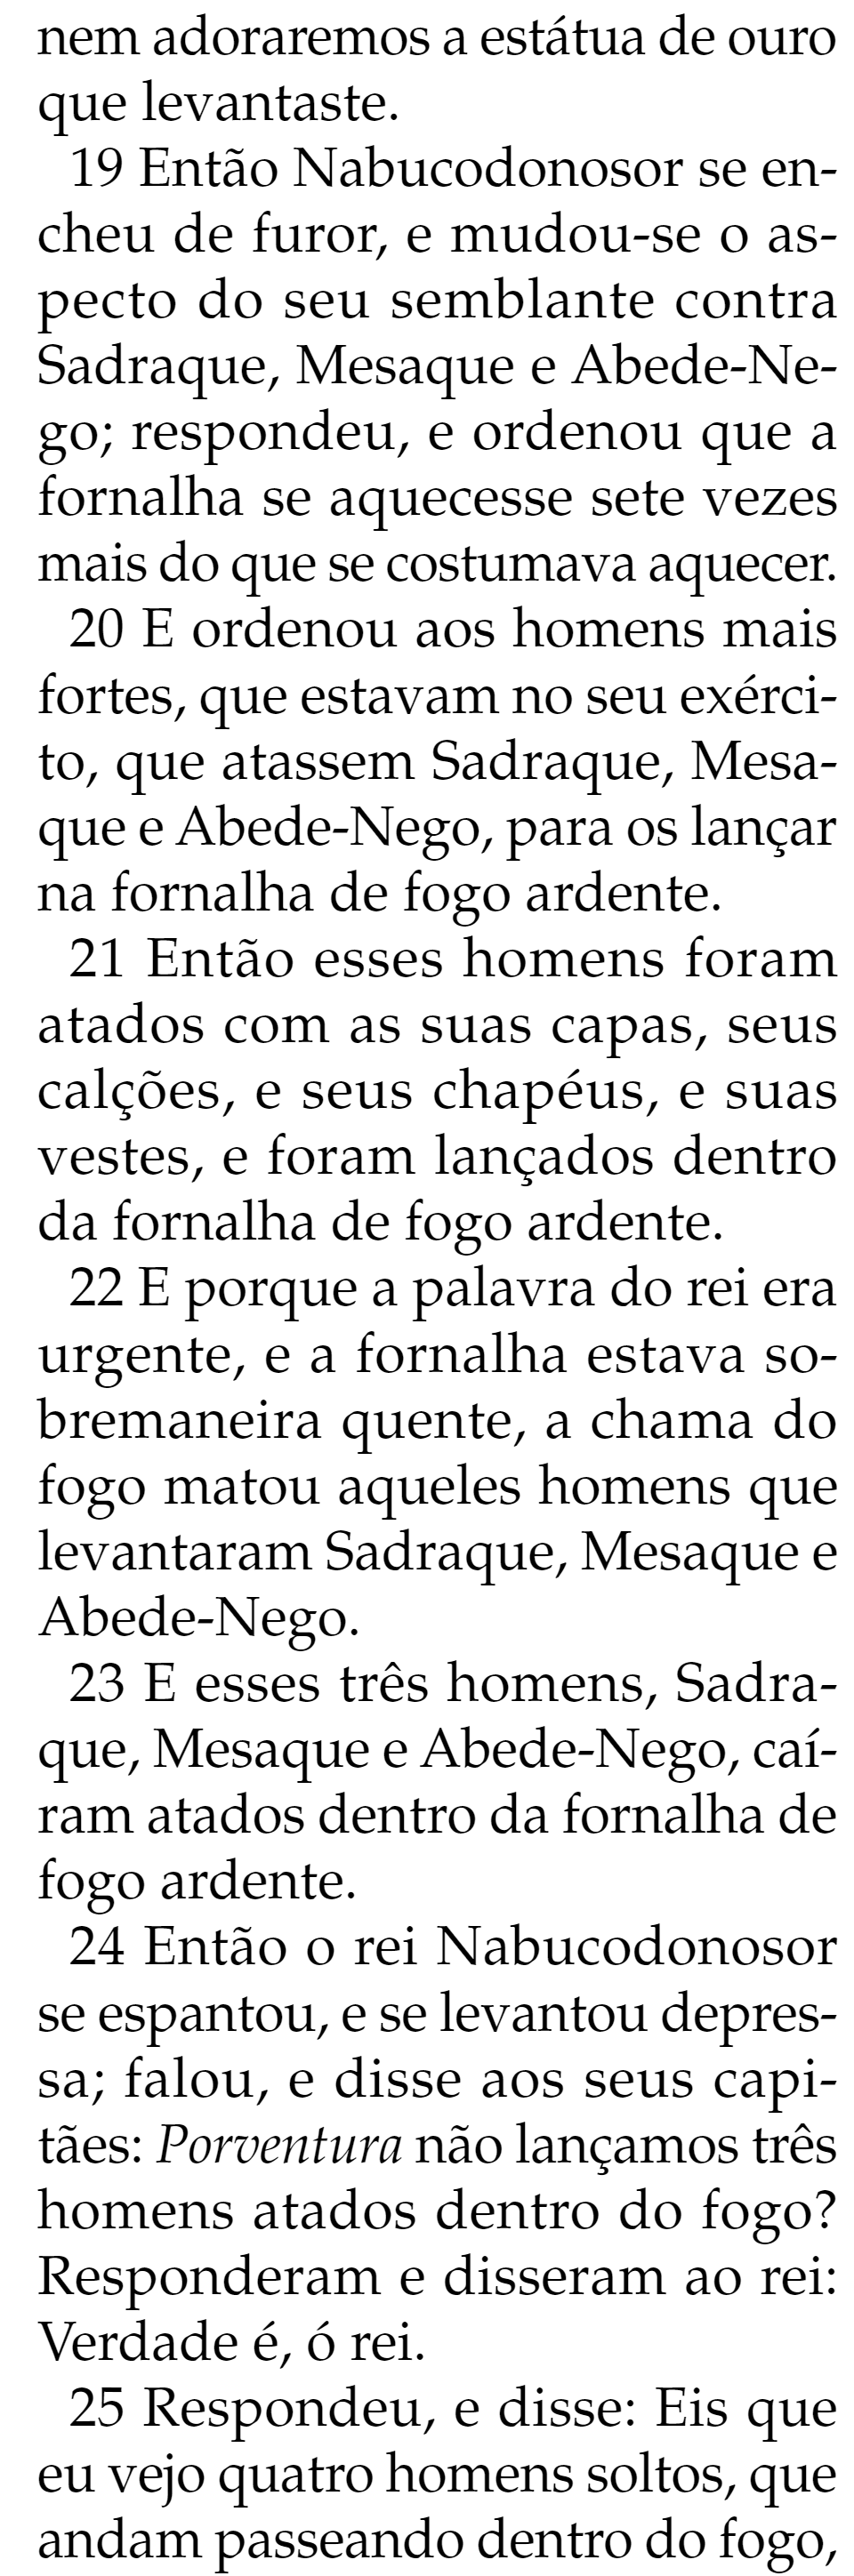 nem adoraremos a estátua de ouro
que levantaste.
19 Então Nabucodonosor se en-
cheu de furor, e mudou-se o as-
pecto do seu semblante contra
Sadraque, Mesaque e Abede-Ne-
go; respondeu, e ordenou que a
fornalha se aquecesse sete vezes
mais do que se costumava aquecer.
20 E ordenou aos homens mais
fortes, que estavam no seu exérci-
to, que atassem Sadraque, Mesa-
que e Abede-Nego, para os lançar
na fornalha de fogo ardente.
21 Então esses homens foram
atados com as suas capas, seus
calções, e seus chapéus, e suas
vestes, e foram lançados dentro
da fornalha de fogo ardente.
22 E porque a palavra do rei era
urgente, e a fornalha estava so-
bremaneira quente, a chama do
fogo matou aqueles homens que
levantaram Sadraque, Mesaque e
Abede-Nego.
23 E esses três homens, Sadra-
que, Mesaque e Abede-Nego, caí-
ram atados dentro da fornalha de
fogo ardente.
24 Então o rei Nabucodonosor
se espantou, e se levantou depres-
sa; falou, e disse aos seus capi-
tães: Porventura não lançamos três
homens atados dentro do fogo?
Responderam e disseram ao rei:
Verdade é, ó rei.
25 Respondeu, e disse: Eis que
eu vejo quatro homens soltos, que
andam passeando dentro do fogo,